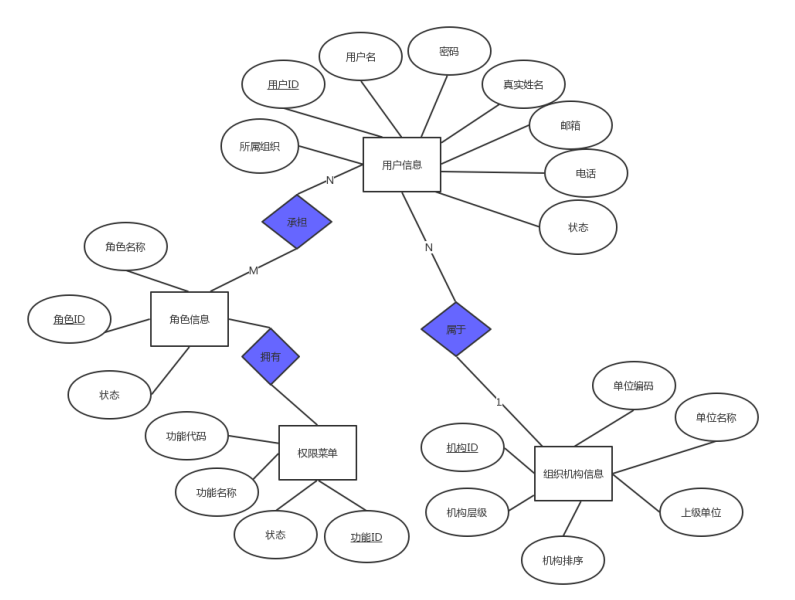 密码
用户名
用户ID
真实姓名
邮箱
所属组织
用户信息
电话
N
承担
状态
角色名称
N
M
角色ID
角色信息
属于
拥有
状态
单位编码
1
单位名称
功能代码
权限菜单
机构ID
组织机构信息
功能名称
机构层级
上级单位
状态
功能ID
机构排序